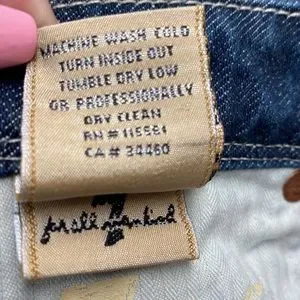 MACHINE WASH COLD
TURN INSIDE OUT
TUMBLE DRY LOW
OR PROFESSIONALLY
DRY CLEAN
RN # 115561
CA # 34460
7
for all mankind